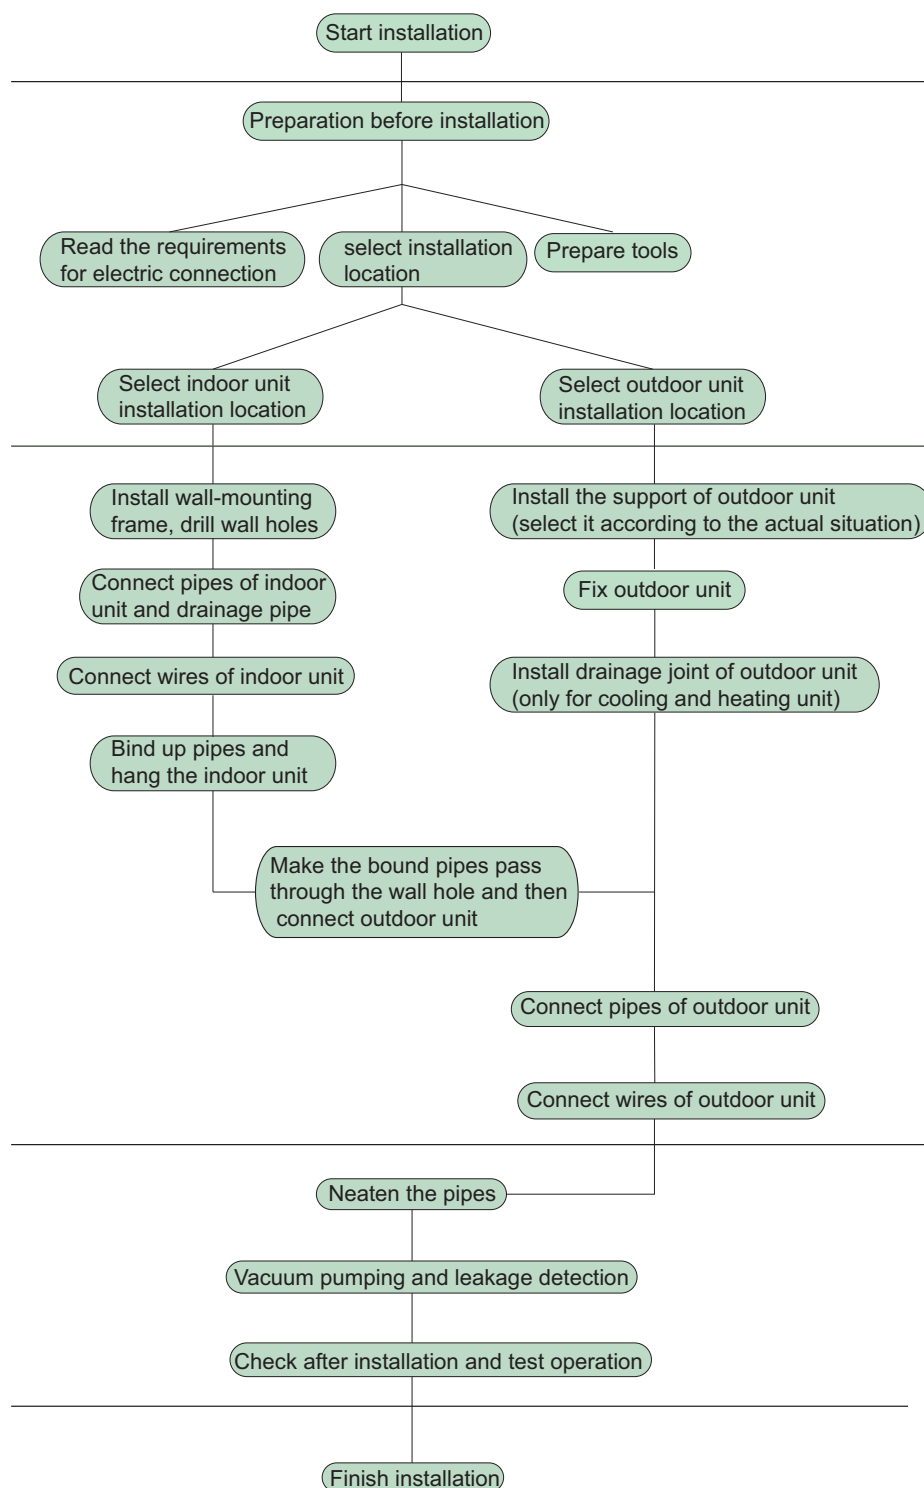 Start installation
Preparation before installation
Read the requirements
for electric connection
select installation
location
Prepare tools
Select indoor unit
installation location
Select outdoor unit
installation location
Install wall-mounting
frame, drill wall holes
Install the support of outdoor unit
(select it according to the actual situation)
Connect pipes of indoor
unit and drainage pipe
Fix outdoor unit
Connect wires of indoor unit
Install drainage joint of outdoor unit
(only for cooling and heating unit)
Bind up pipes and
hang the indoor unit
Make the bound pipes pass
through the wall hole and then
connect outdoor unit
Connect pipes of outdoor unit
Connect wires of outdoor unit
Neaten the pipes
Vacuum pumping and leakage detection
Check after installation and test operation
Finish installation